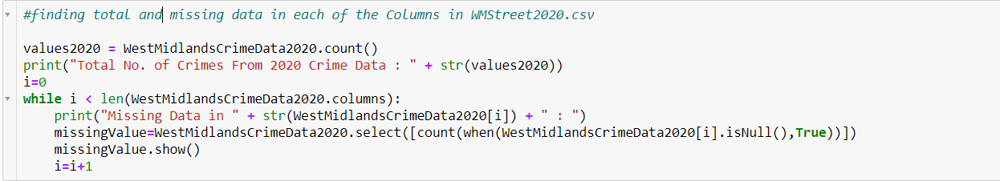 #finding total and missing data in each of the Columns in WMStreet2020.csv
values2020 = WestMidlandsCrimeData2020.count()
print("Total No. of Crimes From 2020 Crime Data : " + str(values2020))
i=0
while i < len(WestMidlandsCrimeData2020.columns):
    print("Missing Data in " + str(WestMidlandsCrimeData2020[i]) + " : ")
    missingValue=WestMidlandsCrimeData2020.select([count(when(WestMidlandsCrimeData2020[i].isNull(),True))])
    missingValue.show()
    i=i+1